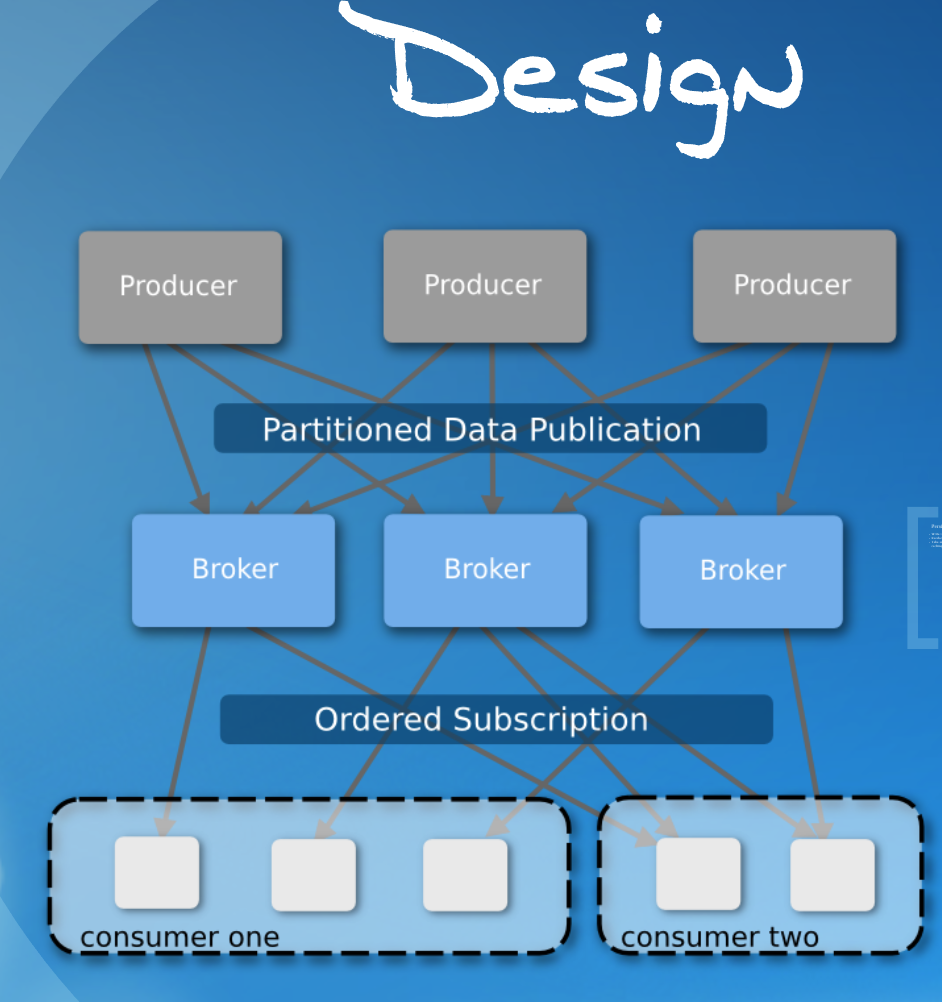 Design
Producer
Producer
Producer
Partitioned Data Publication
Broker
Broker
Broker
Ordered Subscription
consumer one
consumer two